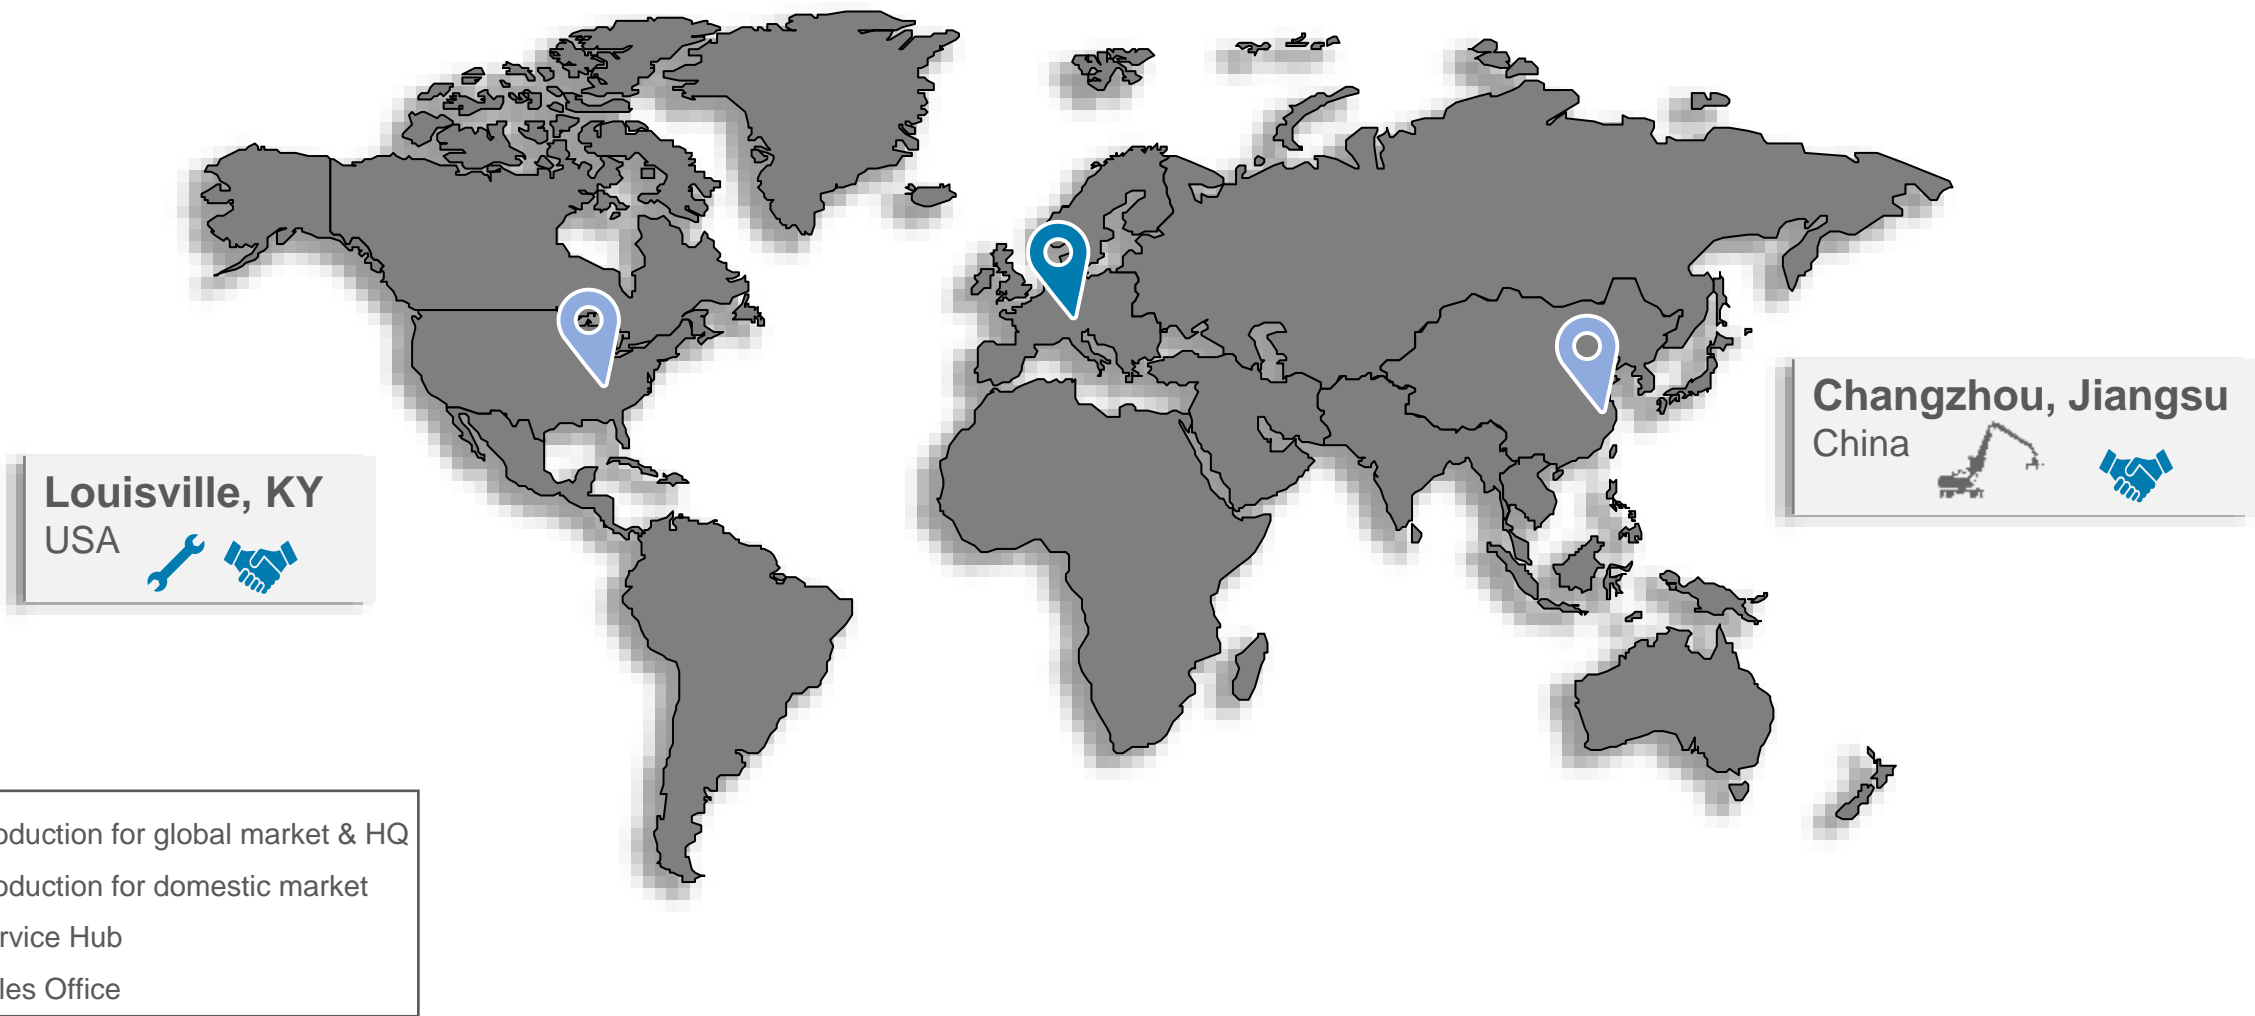 Changzhou, Jiangsu
China
Louisville, KY
USA
oduction for global market & HQ
oduction for domestic market
rvice Hub
les Office